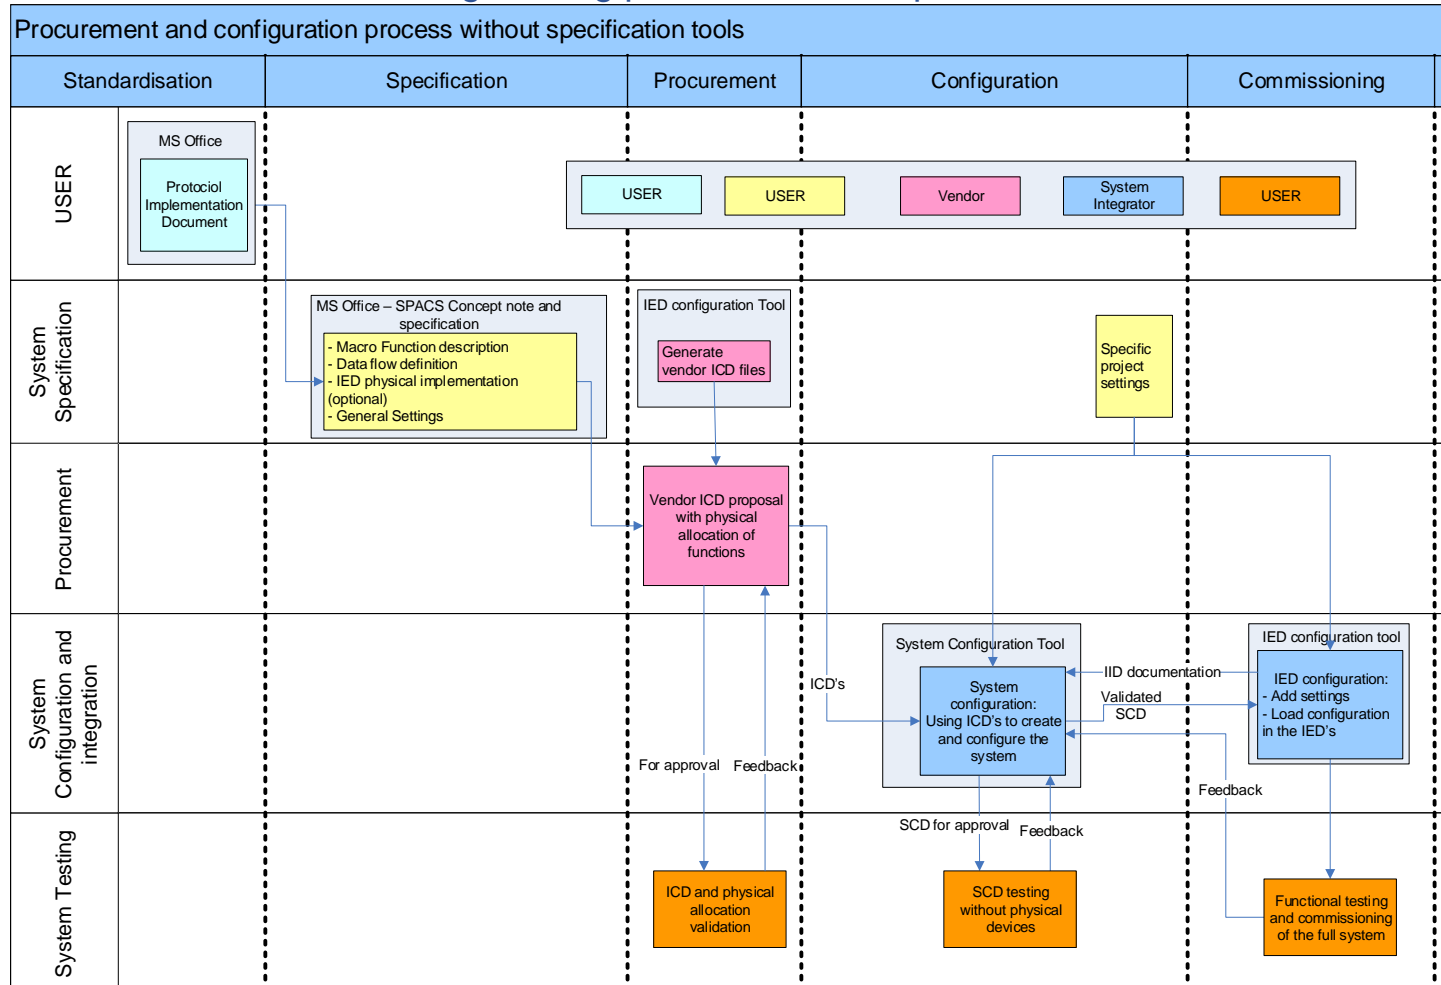 Procurement and configuration process without specification tools
Standardisation
Specification
Procurement
Configuration
Commissioning
USER
MS Office
Protociol
Implementation
Document
USER
USER
Vendor
System
Integrator
USER
System
Specification
MS Office – SPACS Concept note and
specification
- Macro Function description
- Data flow definition
- IED physical implementation
(optional)
- General Settings
IED configuration Tool
Generate
vendor ICD files
Specific
project
settings
Procurement
Vendor ICD proposal
with physical
allocation of
functions
System
Configuration and
integration
ICD's
System Configuration Tool
System
configuration:
Using ICD's to create
and configure the
system
IID documentation
Validated
SCD
IED configuration tool
IED configuration:
- Add settings
- Load configuration
in the IED's
For approval
Feedback
Feedback
System Testing
SCD for approval
Feedback
ICD and physical
allocation
validation
SCD testing
without physical
devices
Functional testing
and commissioning
of the full system